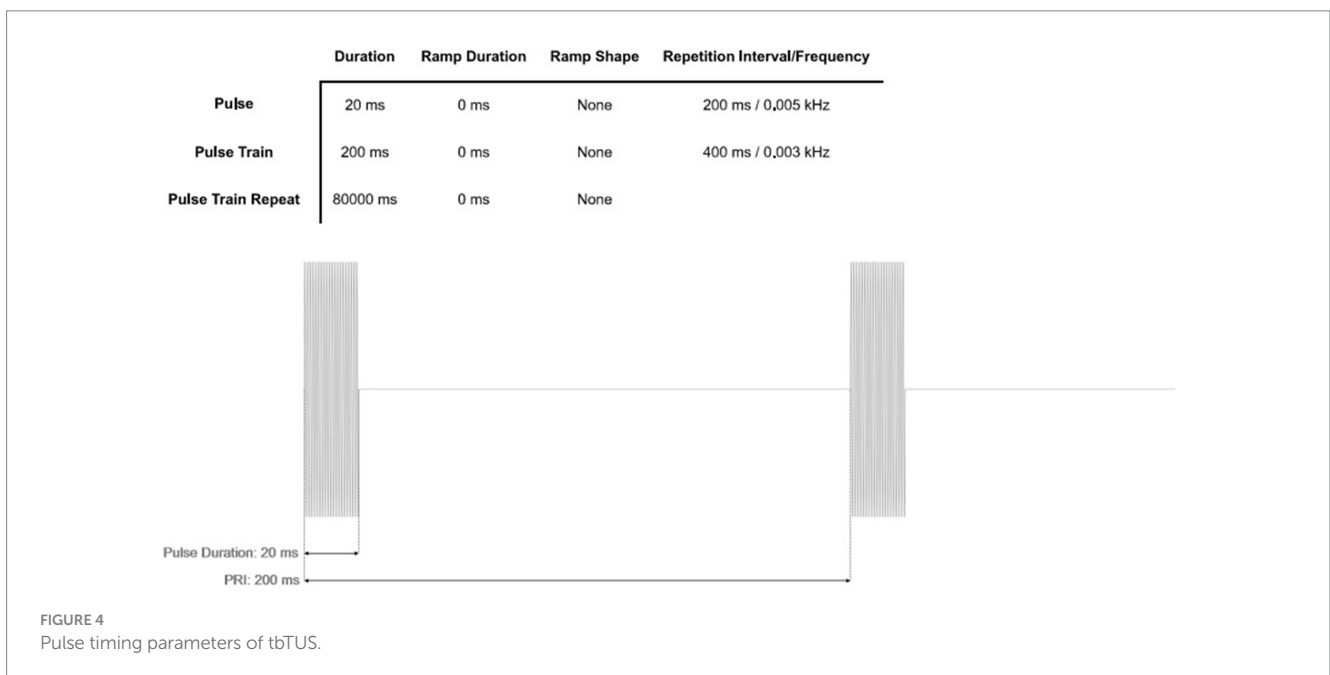 Duration Ramp Duration Ramp Shape Repetition Interval/Frequency
Pulse 20 ms 0 ms None 200 ms / 0.005 kHz
Pulse Train 200 ms 0 ms None 400 ms / 0.003 kHz
Pulse Train Repeat 80000 ms 0 ms None
Pulse Duration: 20 ms
PRI: 200 ms
FIGURE 4
Pulse timing parameters of tbTUS.